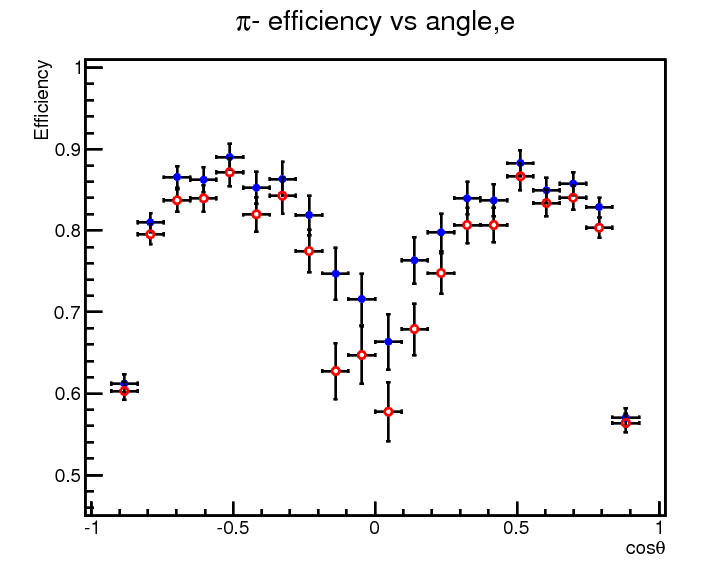 π- efficiency vs angle,e
Efficiency
1
0.9
0.8
0.7
0.6
0.5
-1 -0.5 0 0.5 1
cosθ